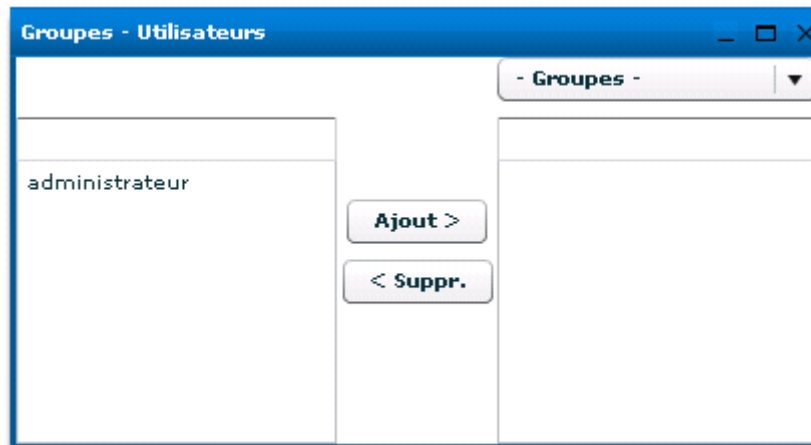 Groupes - Utilisateurs
- Groupes -
administrateur
Ajout >
< Suppr.